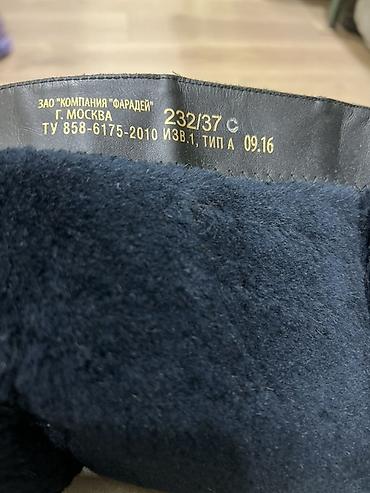 ЗАО "КОМПАНИЯ "ФАРАДЕЙ"
Г. МОСКВА 232/37 С
ТУ 858-6175-2010 ИЗВ.1, ТИП А 09.16